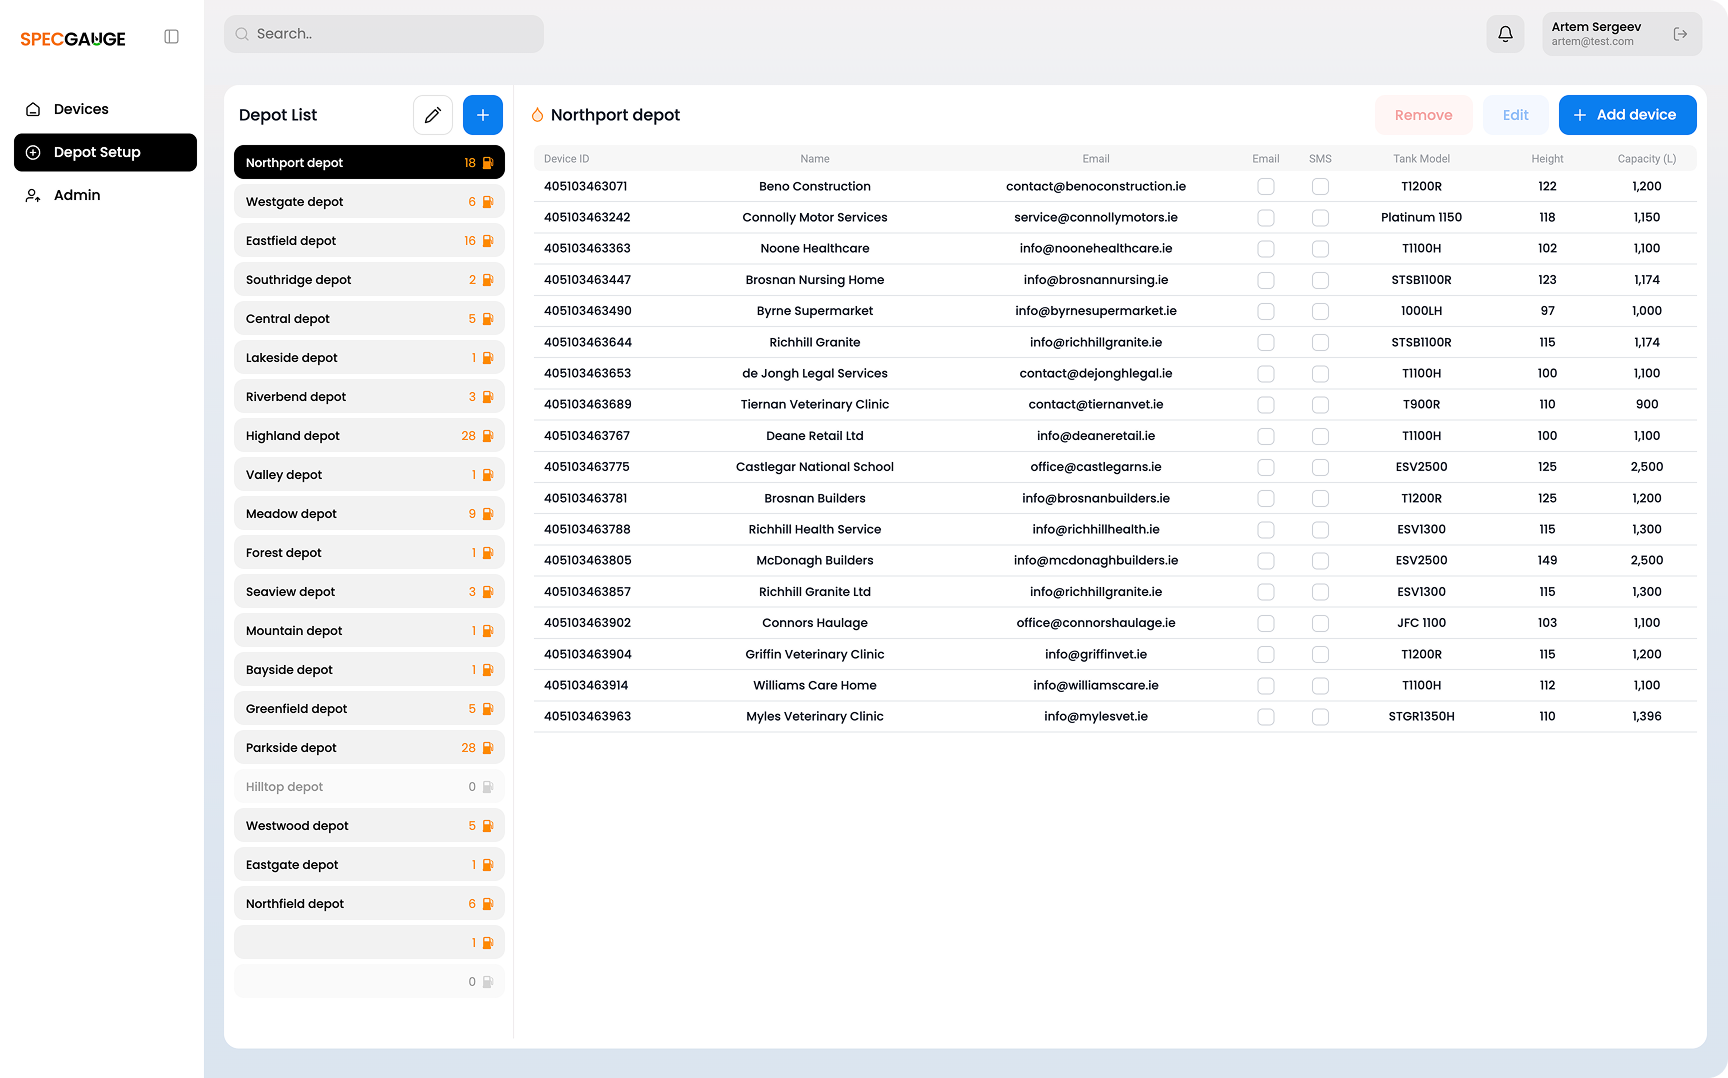 SPECGAUGE
Search..
Artem Sergeev
artem@test.com
Devices
Depot Setup
Admin
Depot List
Northport depot 18
Westgate depot 6
Eastfield depot 16
Southridge depot 2
Central depot 5
Lakeside depot 1
Riverbend depot 3
Highland depot 28
Valley depot 1
Meadow depot 9
Forest depot 1
Seaview depot 3
Mountain depot 1
Bayside depot 1
Greenfield depot 5
Parkside depot 28
Hilltop depot 0
Westwood depot 5
Eastgate depot 1
Northfield depot 6
1
0
Northport depot
Remove Edit + Add device
Device ID Name Email Email SMS Tank Model Height Capacity (L)
405103463071 Beno Construction contact@benoconstruction.ie T1200R 122 1,200
405103463242 Connolly Motor Services service@connollymotors.ie Platinum 1150 118 1,150
405103463363 Noone Healthcare info@noonehealthcare.ie T1100H 102 1,100
405103463447 Brosnan Nursing Home info@brosnannursing.ie STSB1100R 123 1,174
405103463490 Byrne Supermarket info@byrnesupermarket.ie 1000LH 97 1,000
405103463644 Richhill Granite info@richhillgranite.ie STSB1100R 115 1,174
405103463653 de Jongh Legal Services contact@dejonghlegal.ie T1100H 100 1,100
405103463689 Tiernan Veterinary Clinic contact@tiernanvet.ie T900R 110 900
405103463767 Deane Retail Ltd info@deaneretail.ie T1100H 100 1,100
405103463775 Castlegar National School office@castlegarns.ie ESV2500 125 2,500
405103463781 Brosnan Builders info@brosnanbuilders.ie T1200R 125 1,200
405103463788 Richhill Health Service info@richhillhealth.ie ESV1300 115 1,300
405103463805 McDonagh Builders info@mcdonaghbuilders.ie ESV2500 149 2,500
405103463857 Richhill Granite Ltd info@richhillgranite.ie ESV1300 115 1,300
405103463902 Connors Haulage office@connorshaulage.ie JFC 1100 103 1,100
405103463904 Griffin Veterinary Clinic info@griffinvet.ie T1200R 115 1,200
405103463914 Williams Care Home info@williamscare.ie T1100H 112 1,100
405103463963 Myles Veterinary Clinic info@mylesvet.ie STGR1350H 110 1,396